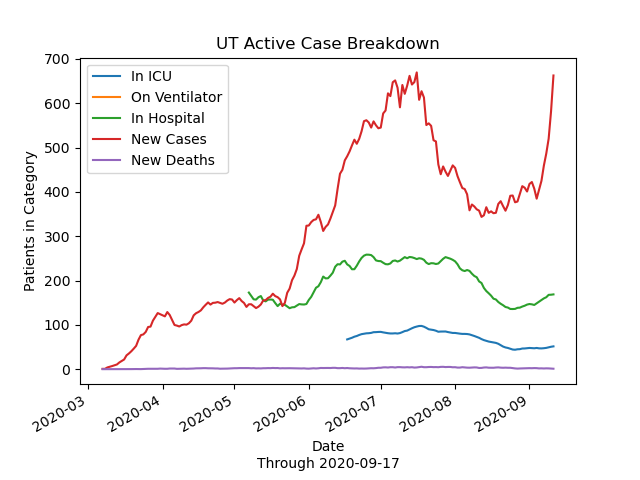 UT Active Case Breakdown
700
600
500
400
300
200
100
0
Patients in Category
In ICU
On Ventilator
In Hospital
New Cases
New Deaths
2020-03
2020-04
2020-05
2020-06
2020-07
2020-08
2020-09
Date
Through 2020-09-17